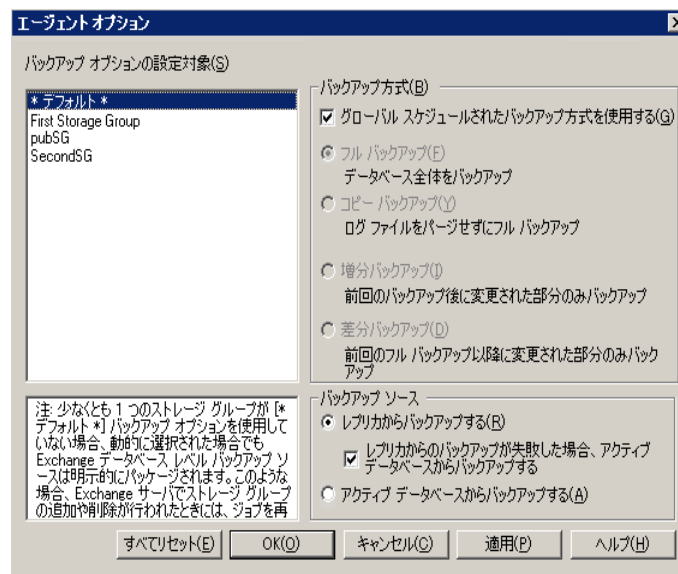 エージェント オプション
バックアップ オプションの設定対象(S)
* デフォルト *
First Storage Group
pubSG
SecondSG
バックアップ方式(B)
グローバル スケジュールされたバックアップ方式を使用する(G)
フル バックアップ(F)
データベース全体をバックアップ
コピー バックアップ(Y)
ログ ファイルをパージせずにフル バックアップ
増分バックアップ(I)
前回のバックアップ後に変更された部分のみバックアップ
差分バックアップ(D)
前回のフル バックアップ以降に変更された部分のみバック
アップ
注: 少なくとも 1 つのストレージ グループが [*
デフォルト *] バックアップ オプションを使用して
いない場合、動的に選択された場合でも
Exchange データベース レベル バックアップ ソ
ースは明示的にパッケージされます。このような
場合、Exchange サーバでストレージ グループ
の追加や削除が行われたときには、ジョブを再
バックアップ ソース
レプリカからバックアップする(R)
レプリカからのバックアップが失敗した場合、アクティブ
データベースからバックアップする
アクティブ データベースからバックアップする(A)
すべてリセット(E)
OK(O)
キャンセル(C)
適用(P)
ヘルプ(H)